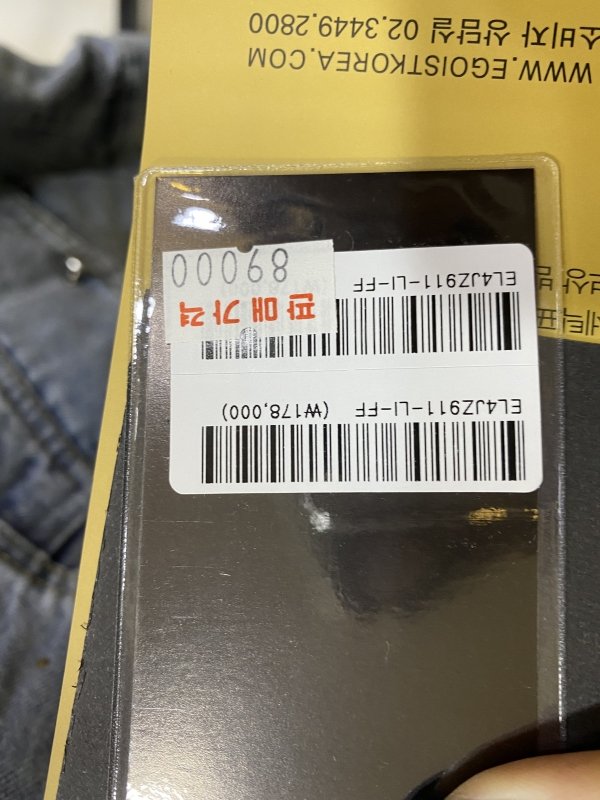 EL4JZ911-LI-FF (₩178,000)
EL4JZ911-LI-FF
판매가격
89000
WWW.EGOISTKOREA.COM
소비자 상담실 02.3449.2800